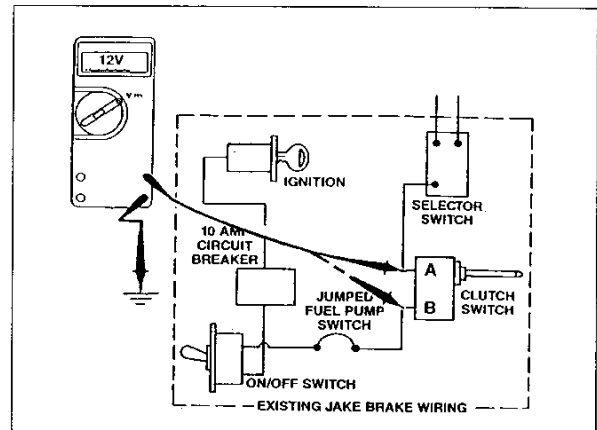 12V
V
IGNITION
SELECTOR
SWITCH
10 AMP
CIRCUIT
BREAKER
A
JUMPED
FUEL PUMP
SWITCH
B
CLUTCH
SWITCH
ON/OFF SWITCH
EXISTING JAKE BRAKE WIRING